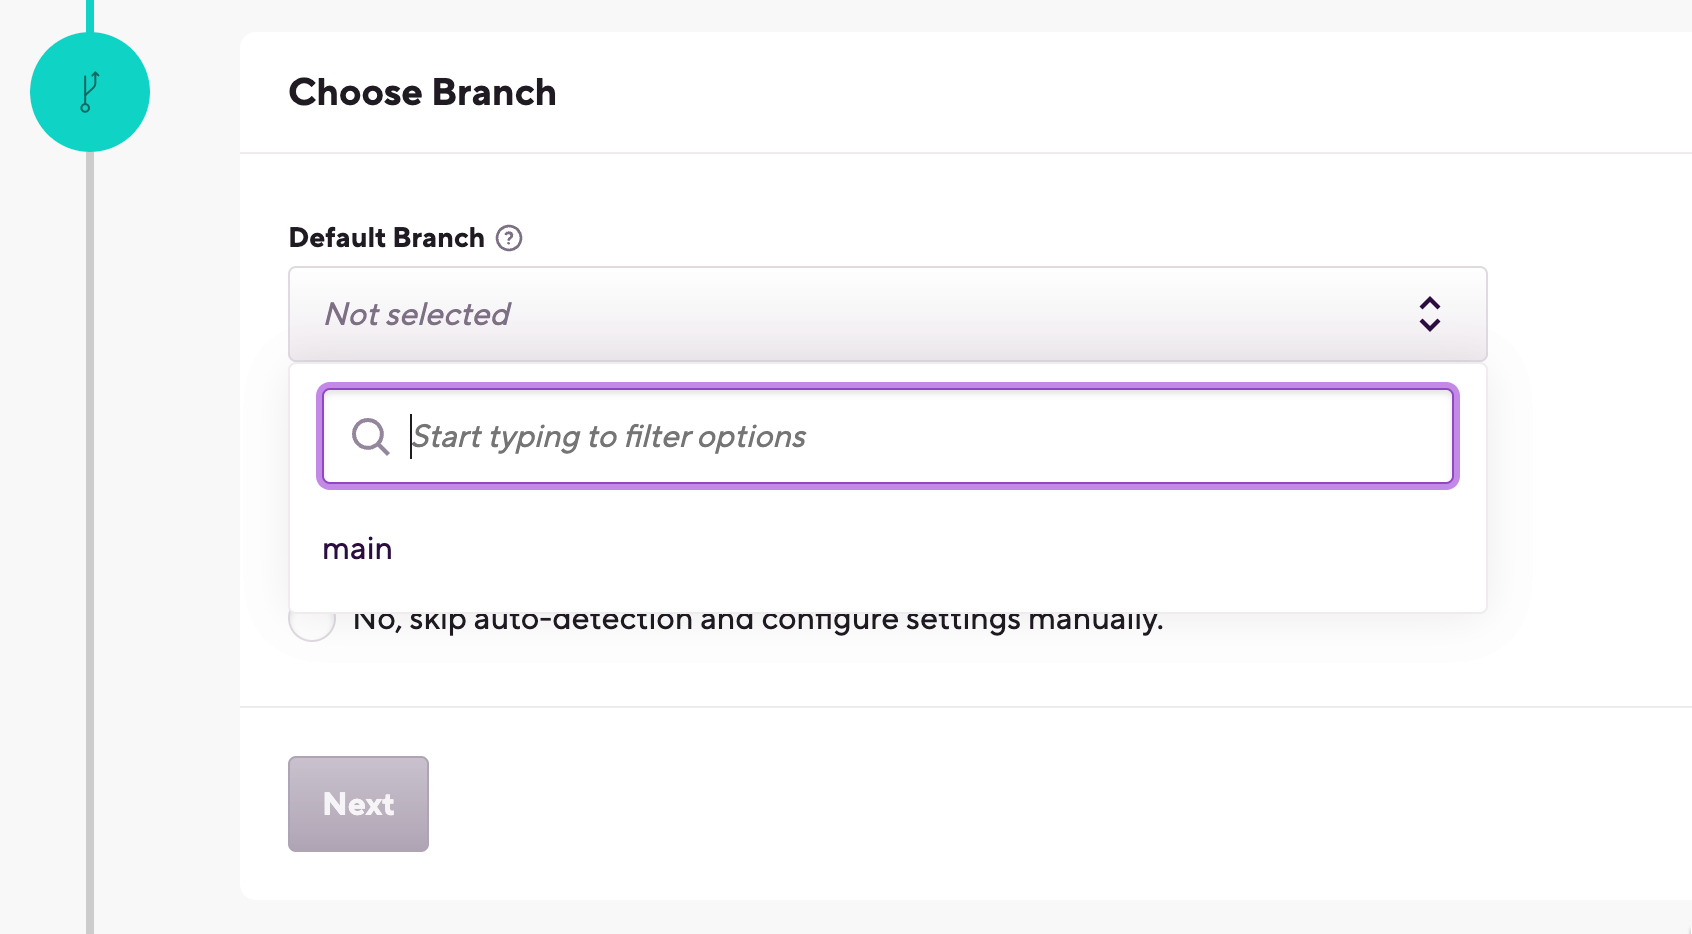 Choose Branch
Default Branch ?
Not selected
Start typing to filter options
main
No, skip auto-detection and configure settings manually.
Next